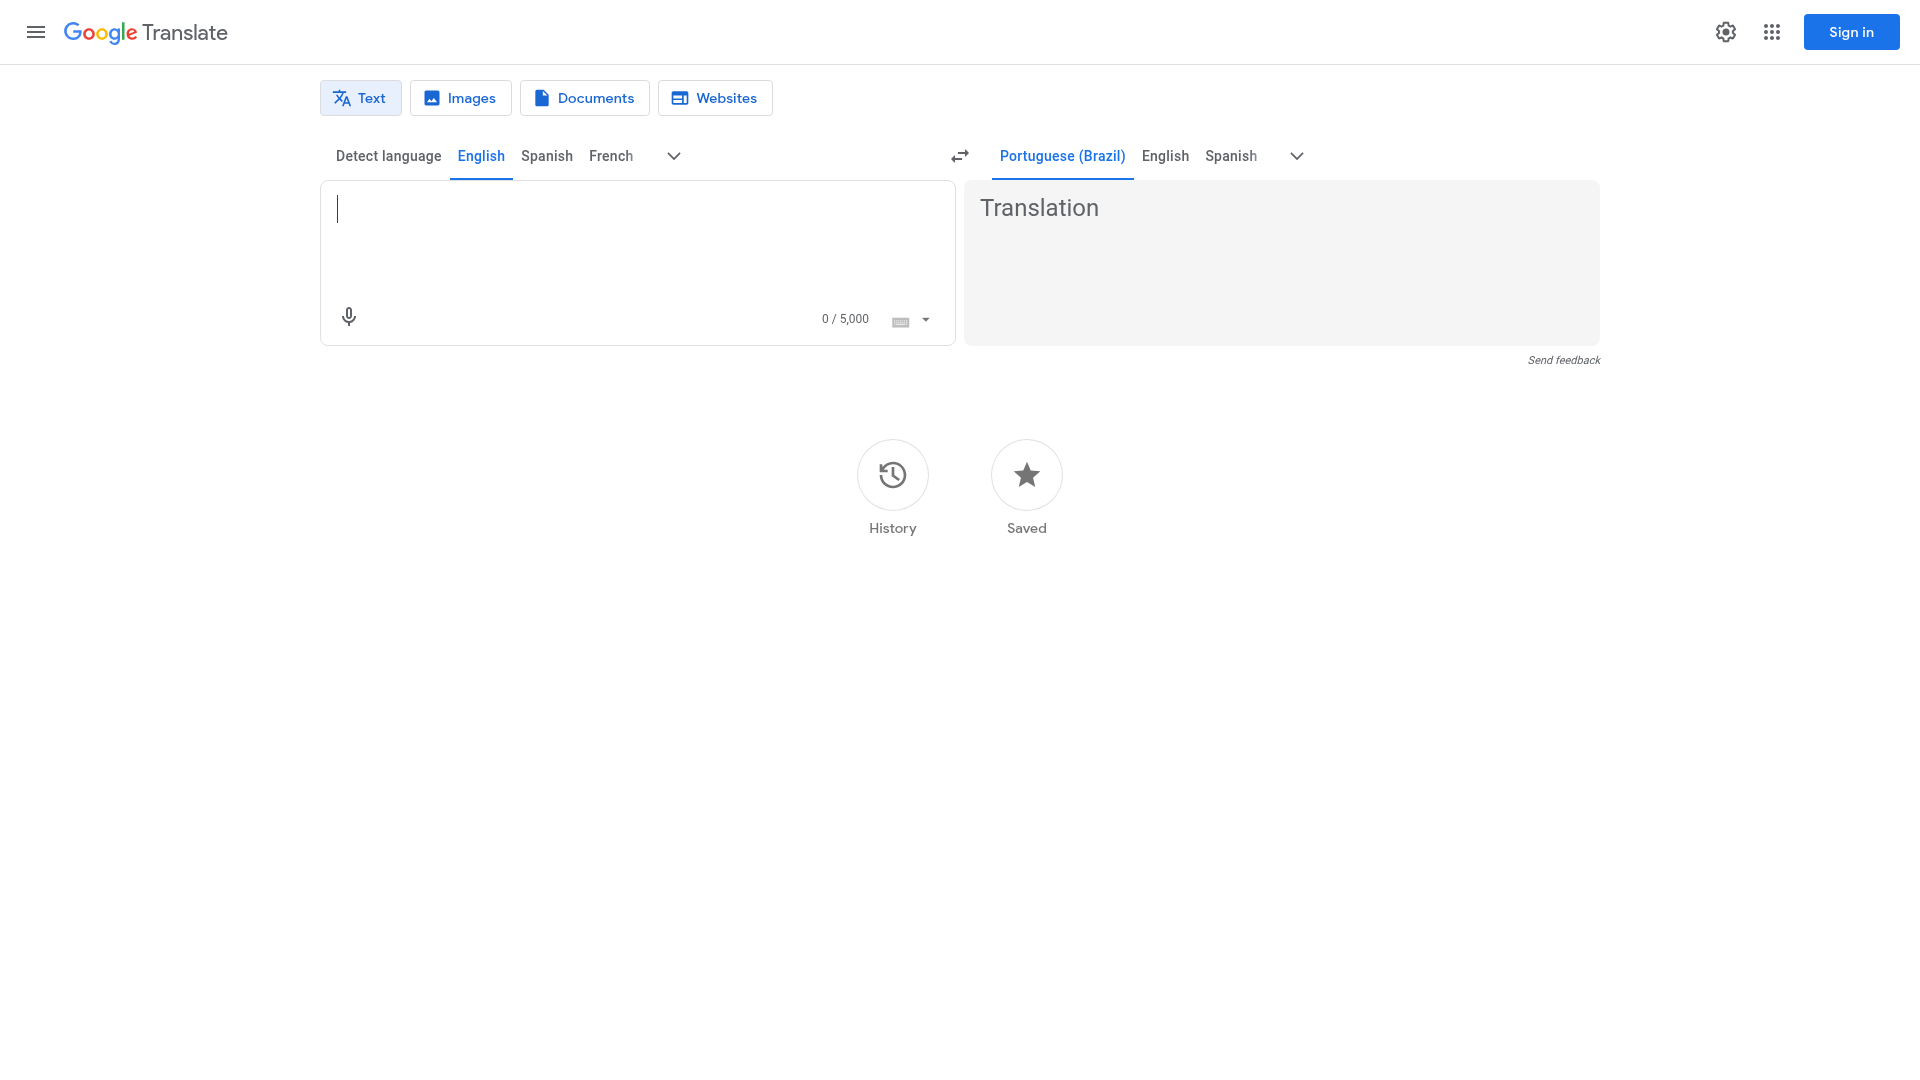 Google Translate
Sign in
Text
Images
Documents
Websites
Detect language
English
Spanish
French
Portuguese (Brazil)
English
Spanish
Translation
0 / 5,000
Send feedback
History
Saved